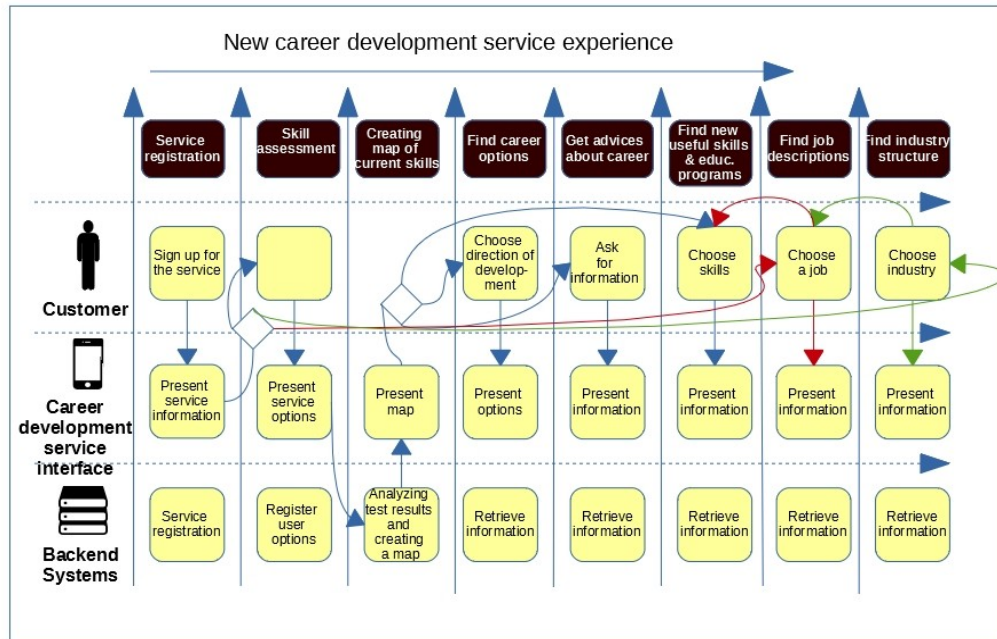 New career development service experience
Service
registration
Skill
assessment
Creating
map of
current skills
Find career
options
Get advices
about career
Find new
useful skills
& educ.
programs
Find job
descriptions
Find industry
structure
Customer
Sign up for
the service
Choose
direction of
develop-
ment
Ask
for
information
Choose
skills
Choose
a job
Choose
industry
Career
development
service
interface
Present
service
information
Present
service
options
Present
map
Present
options
Present
information
Present
information
Present
information
Present
information
Backend
Systems
Service
registration
Register
user
options
Analyzing
test results
and
creating
a map
Retrieve
information
Retrieve
information
Retrieve
information
Retrieve
information
Retrieve
information